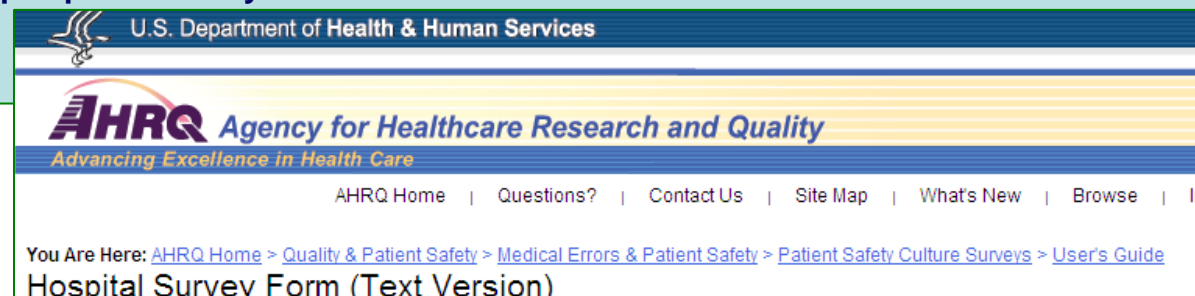 U.S. Department of Health & Human Services
AHRQ Agency for Healthcare Research and Quality
Advancing Excellence in Health Care
AHRQ Home | Questions? | Contact Us | Site Map | What's New | Browse |
You Are Here: AHRQ Home > Quality & Patient Safety > Medical Errors & Patient Safety > Patient Safety Culture Surveys > User's Guide
Hospital Survey Form (Text Version)